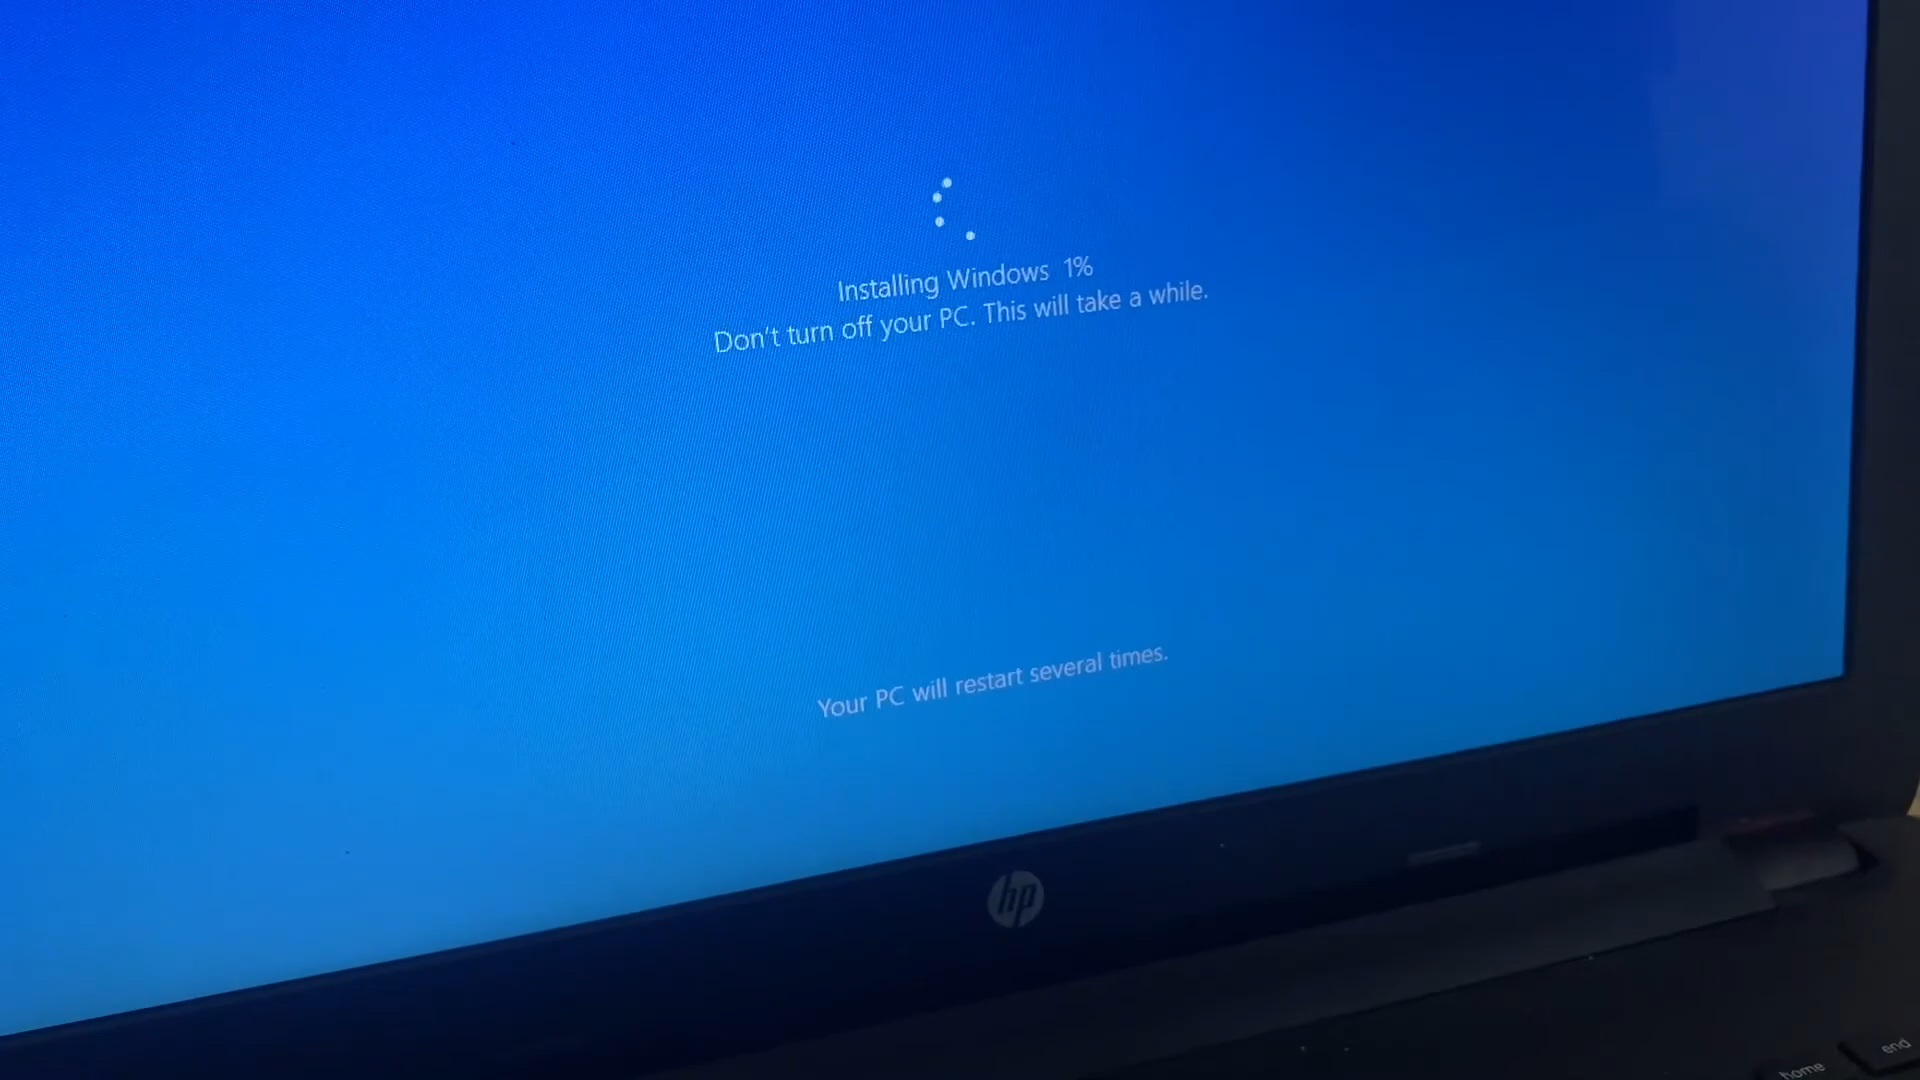 Installing Windows 1%
Don't turn off your PC. This will take a while.
Your PC will restart several times.
hp
home
end